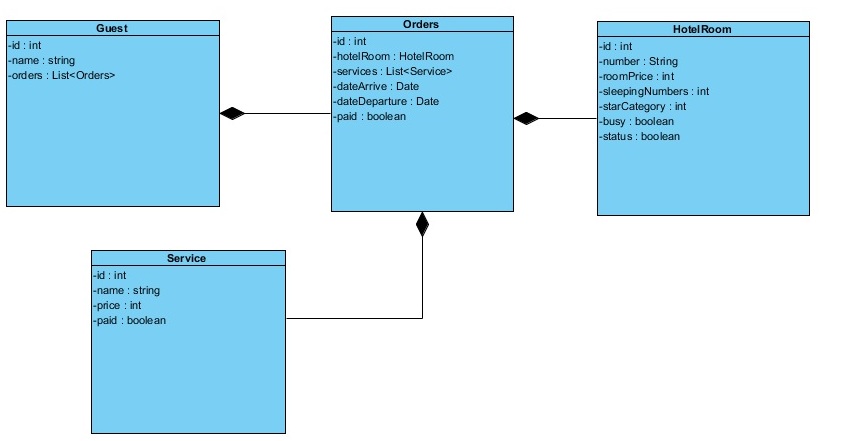 Guest
-id : int
-name : string
-orders : List<Orders>
Orders
-id : int
-hotelRoom : HotelRoom
-services : List<Service>
-dateArrive : Date
-dateDeparture : Date
-paid : boolean
HotelRoom
-id : int
-number : String
-roomPrice : int
-sleepingNumbers : int
-starCategory : int
-busy : boolean
-status : boolean
Service
-id : int
-name : string
-price : int
-paid : boolean